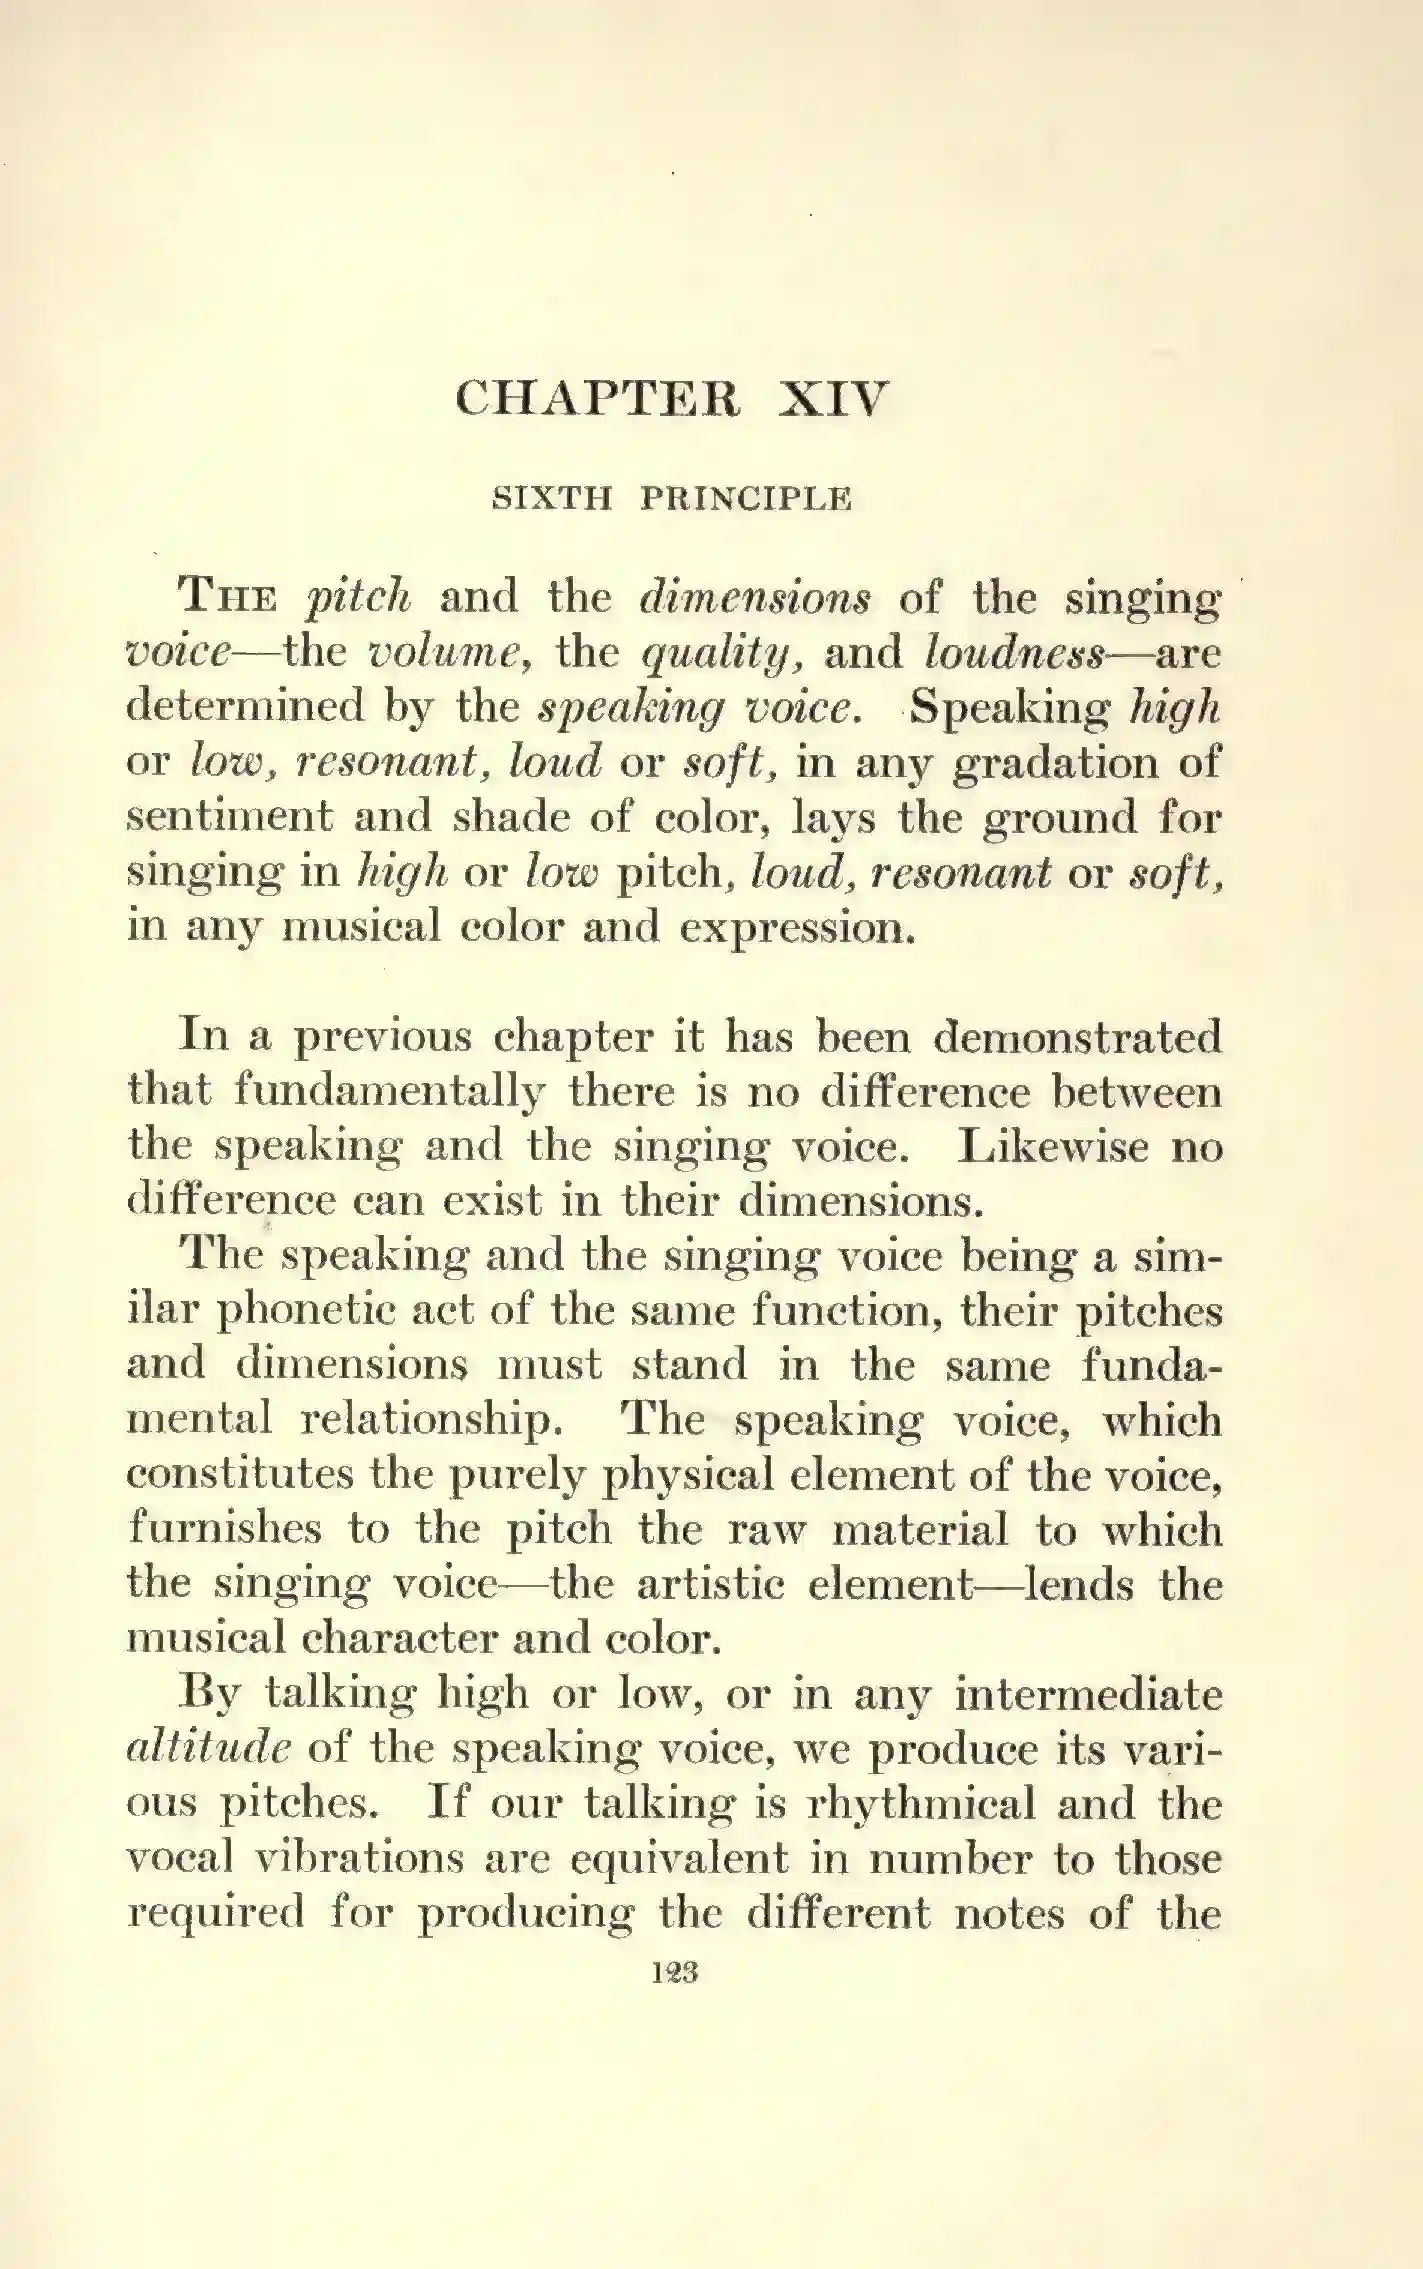 CHAPTER XIV
SIXTH PRINCIPLE
THE pitch and the dimensions of the singing
voice—the volume, the quality, and loudness—are
determined by the speaking voice. Speaking high
or low, resonant, loud or soft, in any gradation of
sentiment and shade of color, lays the ground for
singing in high or low pitch, loud, resonant or soft,
in any musical color and expression.
In a previous chapter it has been demonstrated
that fundamentally there is no difference between
the speaking and the singing voice. Likewise no
difference can exist in their dimensions.
The speaking and the singing voice being a sim-
ilar phonetic act of the same function, their pitches
and dimensions must stand in the same funda-
mental relationship. The speaking voice, which
constitutes the purely physical element of the voice,
furnishes to the pitch the raw material to which
the singing voice—the artistic element—lends the
musical character and color.
By talking high or low, or in any intermediate
altitude of the speaking voice, we produce its vari-
ous pitches. If our talking is rhythmical and the
vocal vibrations are equivalent in number to those
required for producing the different notes of the
123